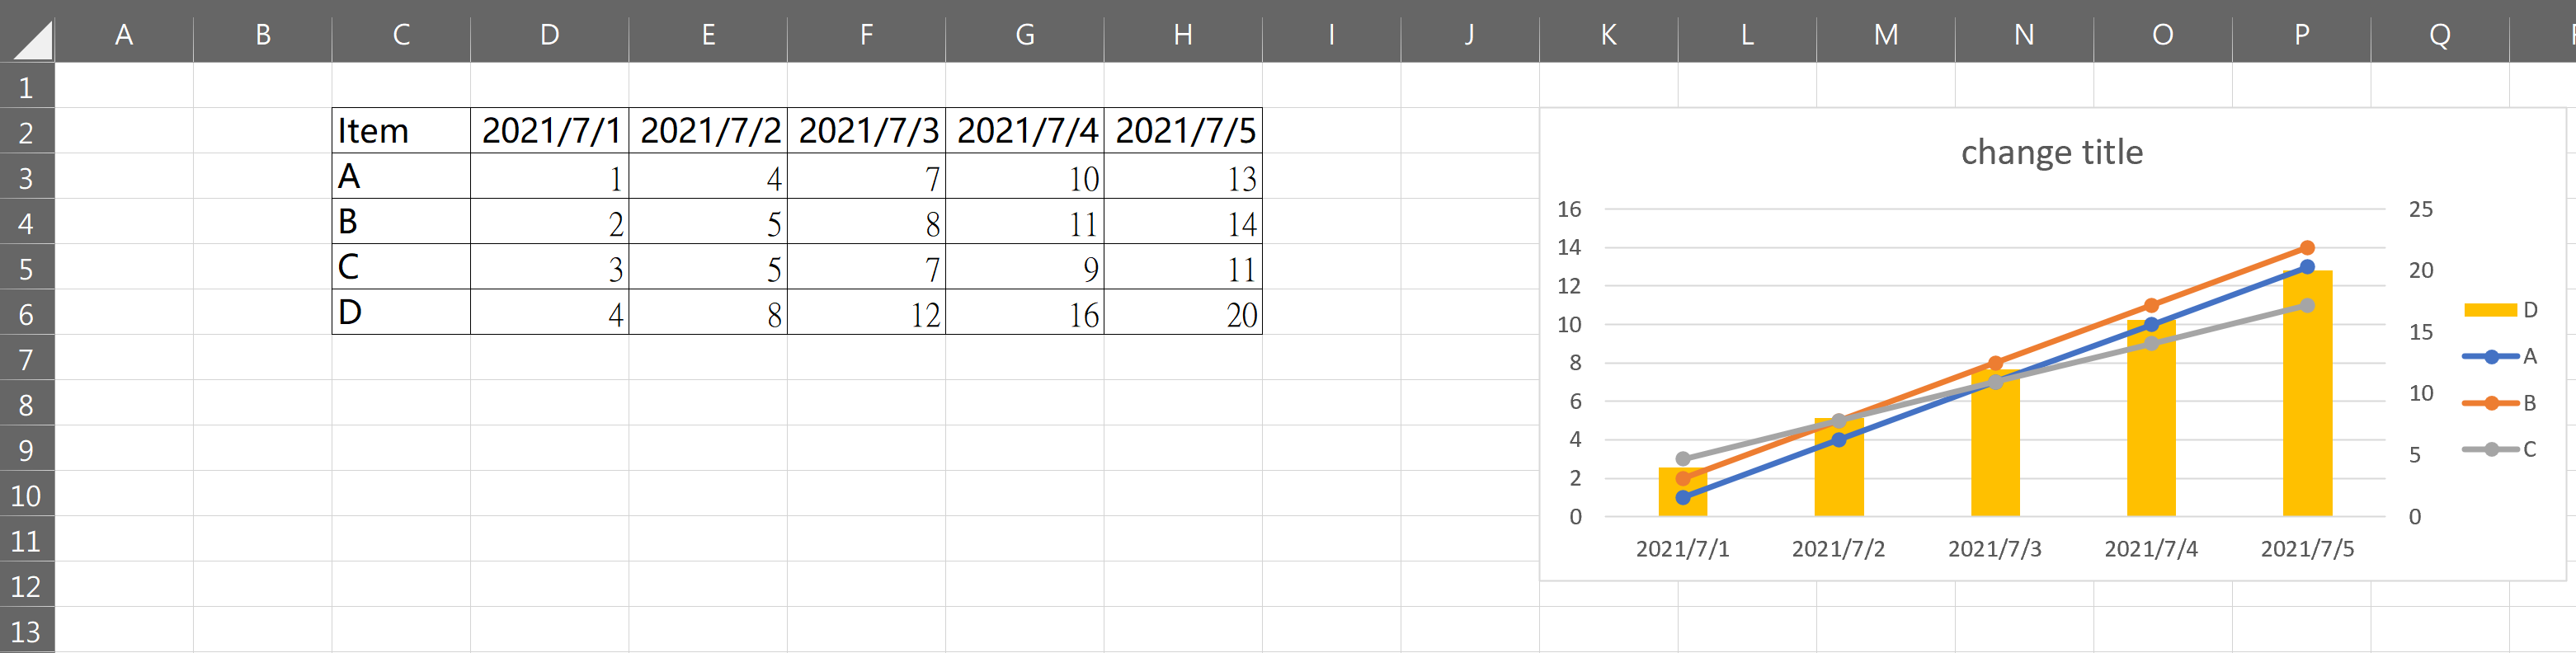 A B C D E F G H I J K L M N O P Q
1
2 Item 2021/7/1 2021/7/2 2021/7/3 2021/7/4 2021/7/5
3 A 1 4 7 10 13
4 B 2 5 8 11 14
5 C 3 5 7 9 11
6 D 4 8 12 16 20
7
8
9
10
11
12
13
change title
16
14
12
10
8
6
4
2
0
25
20
15
10
5
0
2021/7/1 2021/7/2 2021/7/3 2021/7/4 2021/7/5
D
A
B
C